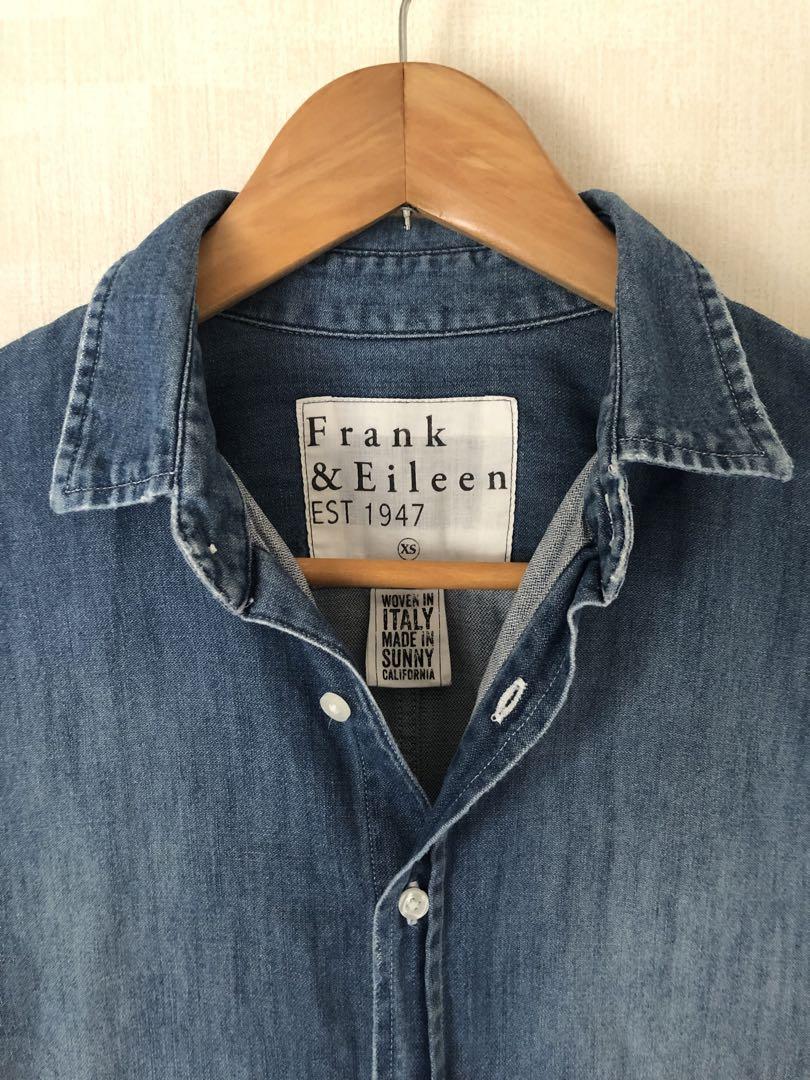 Frank
& Eileen
EST 1947
XS
WOVEN IN
ITALY
MADE IN
SUNNY
CALIFORNIA